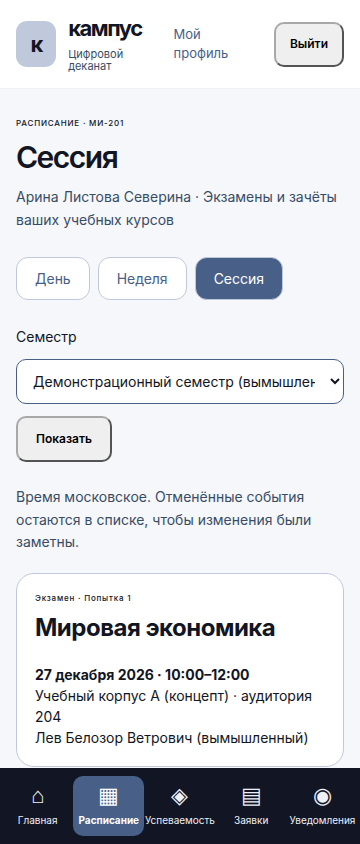 К
кампус
Цифровой
деканат
Мой
профиль
Выйти
РАСПИСАНИЕ · МИ-201
Сессия
Арина Листова Северина · Экзамены и зачёты
ваших учебных курсов
День
Неделя
Сессия
Семестр
Демонстрационный семестр (вымышлен
Показать
Время московское. Отменённые события
остаются в списке, чтобы изменения были
заметны.
Экзамен · Попытка 1
Мировая экономика
27 декабря 2026 · 10:00–12:00
Учебный корпус А (концепт) · аудитория
204
Лев Белозор Ветрович (вымышленный)
Главная
Расписание
Успеваемость
Заявки
Уведомления